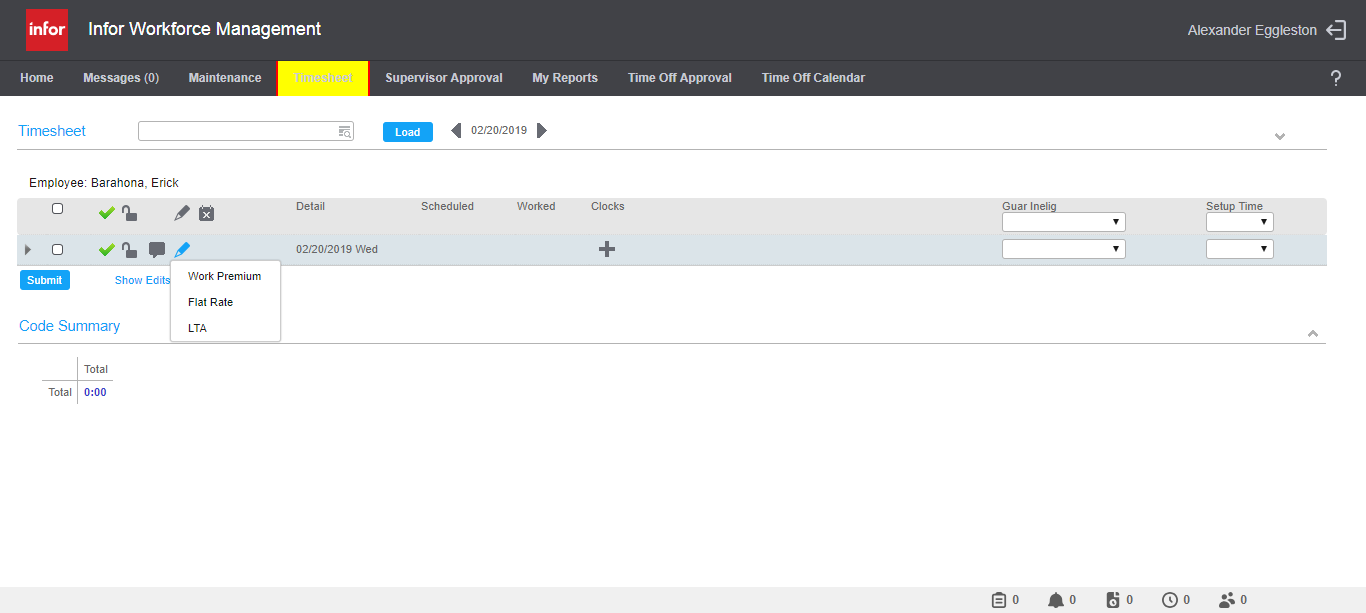 infor Infor Workforce Management Alexander Eggleston
Home Messages (0) Maintenance Timesheet Supervisor Approval My Reports Time Off Approval Time Off Calendar ?
Timesheet Load 02/20/2019
Employee: Barahona, Erick
Detail Scheduled Worked Clocks Guar Inelig Setup Time
02/20/2019 Wed
Submit Show Edits
Work Premium
Flat Rate
LTA
Code Summary
Total
Total 0:00
0 0 0 0 0